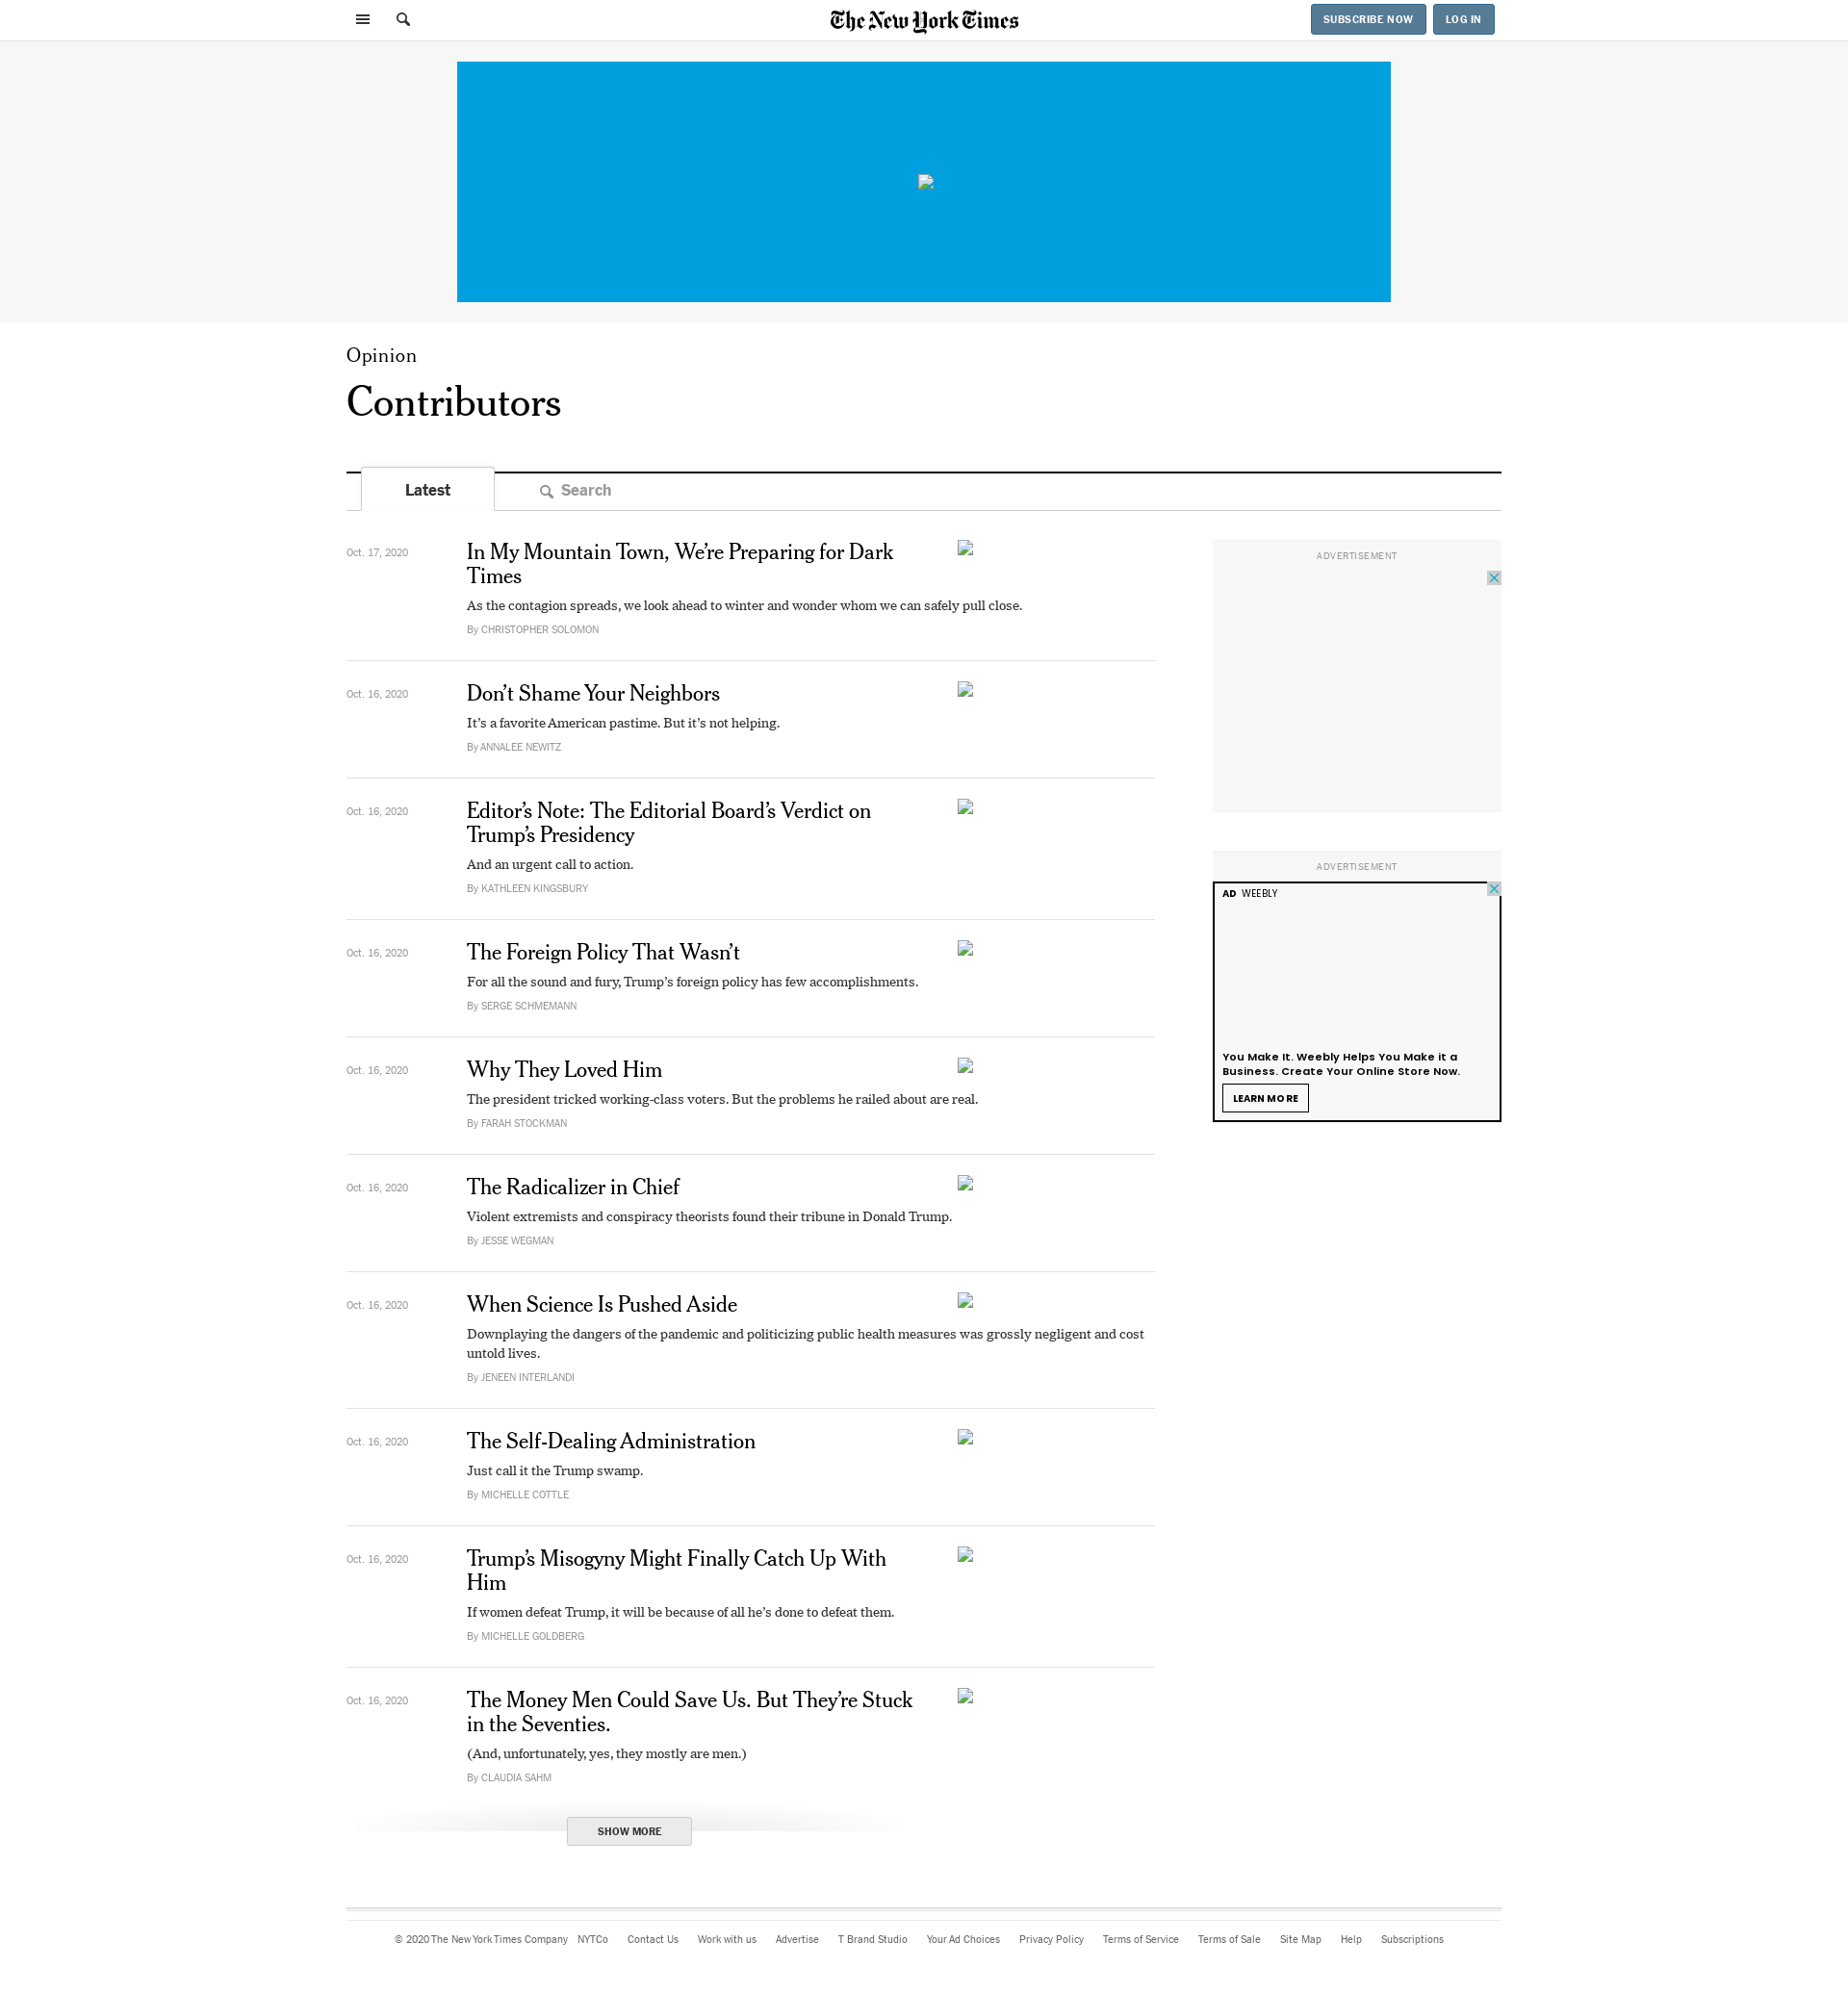 The New York Times
SUBSCRIBE NOW
LOG IN
Opinion
Contributors
Latest
Search
Oct. 17, 2020
In My Mountain Town, We’re Preparing for Dark
Times
As the contagion spreads, we look ahead to winter and wonder whom we can safely pull close.
By CHRISTOPHER SOLOMON
Oct. 16, 2020
Don’t Shame Your Neighbors
It’s a favorite American pastime. But it’s not helping.
By ANNALEE NEWITZ
Oct. 16, 2020
Editor’s Note: The Editorial Board’s Verdict on
Trump’s Presidency
And an urgent call to action.
By KATHLEEN KINGSBURY
Oct. 16, 2020
The Foreign Policy That Wasn’t
For all the sound and fury, Trump’s foreign policy has few accomplishments.
By SERGE SCHMEMANN
Oct. 16, 2020
Why They Loved Him
The president tricked working-class voters. But the problems he railed about are real.
By FARAH STOCKMAN
Oct. 16, 2020
The Radicalizer in Chief
Violent extremists and conspiracy theorists found their tribune in Donald Trump.
By JESSE WEGMAN
Oct. 16, 2020
When Science Is Pushed Aside
Downplaying the dangers of the pandemic and politicizing public health measures was grossly negligent and cost
untold lives.
By JENEEN INTERLANDI
Oct. 16, 2020
The Self-Dealing Administration
Just call it the Trump swamp.
By MICHELLE COTTLE
Oct. 16, 2020
Trump’s Misogyny Might Finally Catch Up With
Him
If women defeat Trump, it will be because of all he’s done to defeat them.
By MICHELLE GOLDBERG
Oct. 16, 2020
The Money Men Could Save Us. But They’re Stuck
in the Seventies.
(And, unfortunately, yes, they mostly are men.)
By CLAUDIA SAHM
SHOW MORE
ADVERTISEMENT
ADVERTISEMENT
AD WEEBLY
You Make It. Weebly Helps You Make it a
Business. Create Your Online Store Now.
LEARN MORE
© 2020 The New York Times Company NYTCo Contact Us Work with us Advertise T Brand Studio Your Ad Choices Privacy Policy Terms of Service Terms of Sale Site Map Help Subscriptions